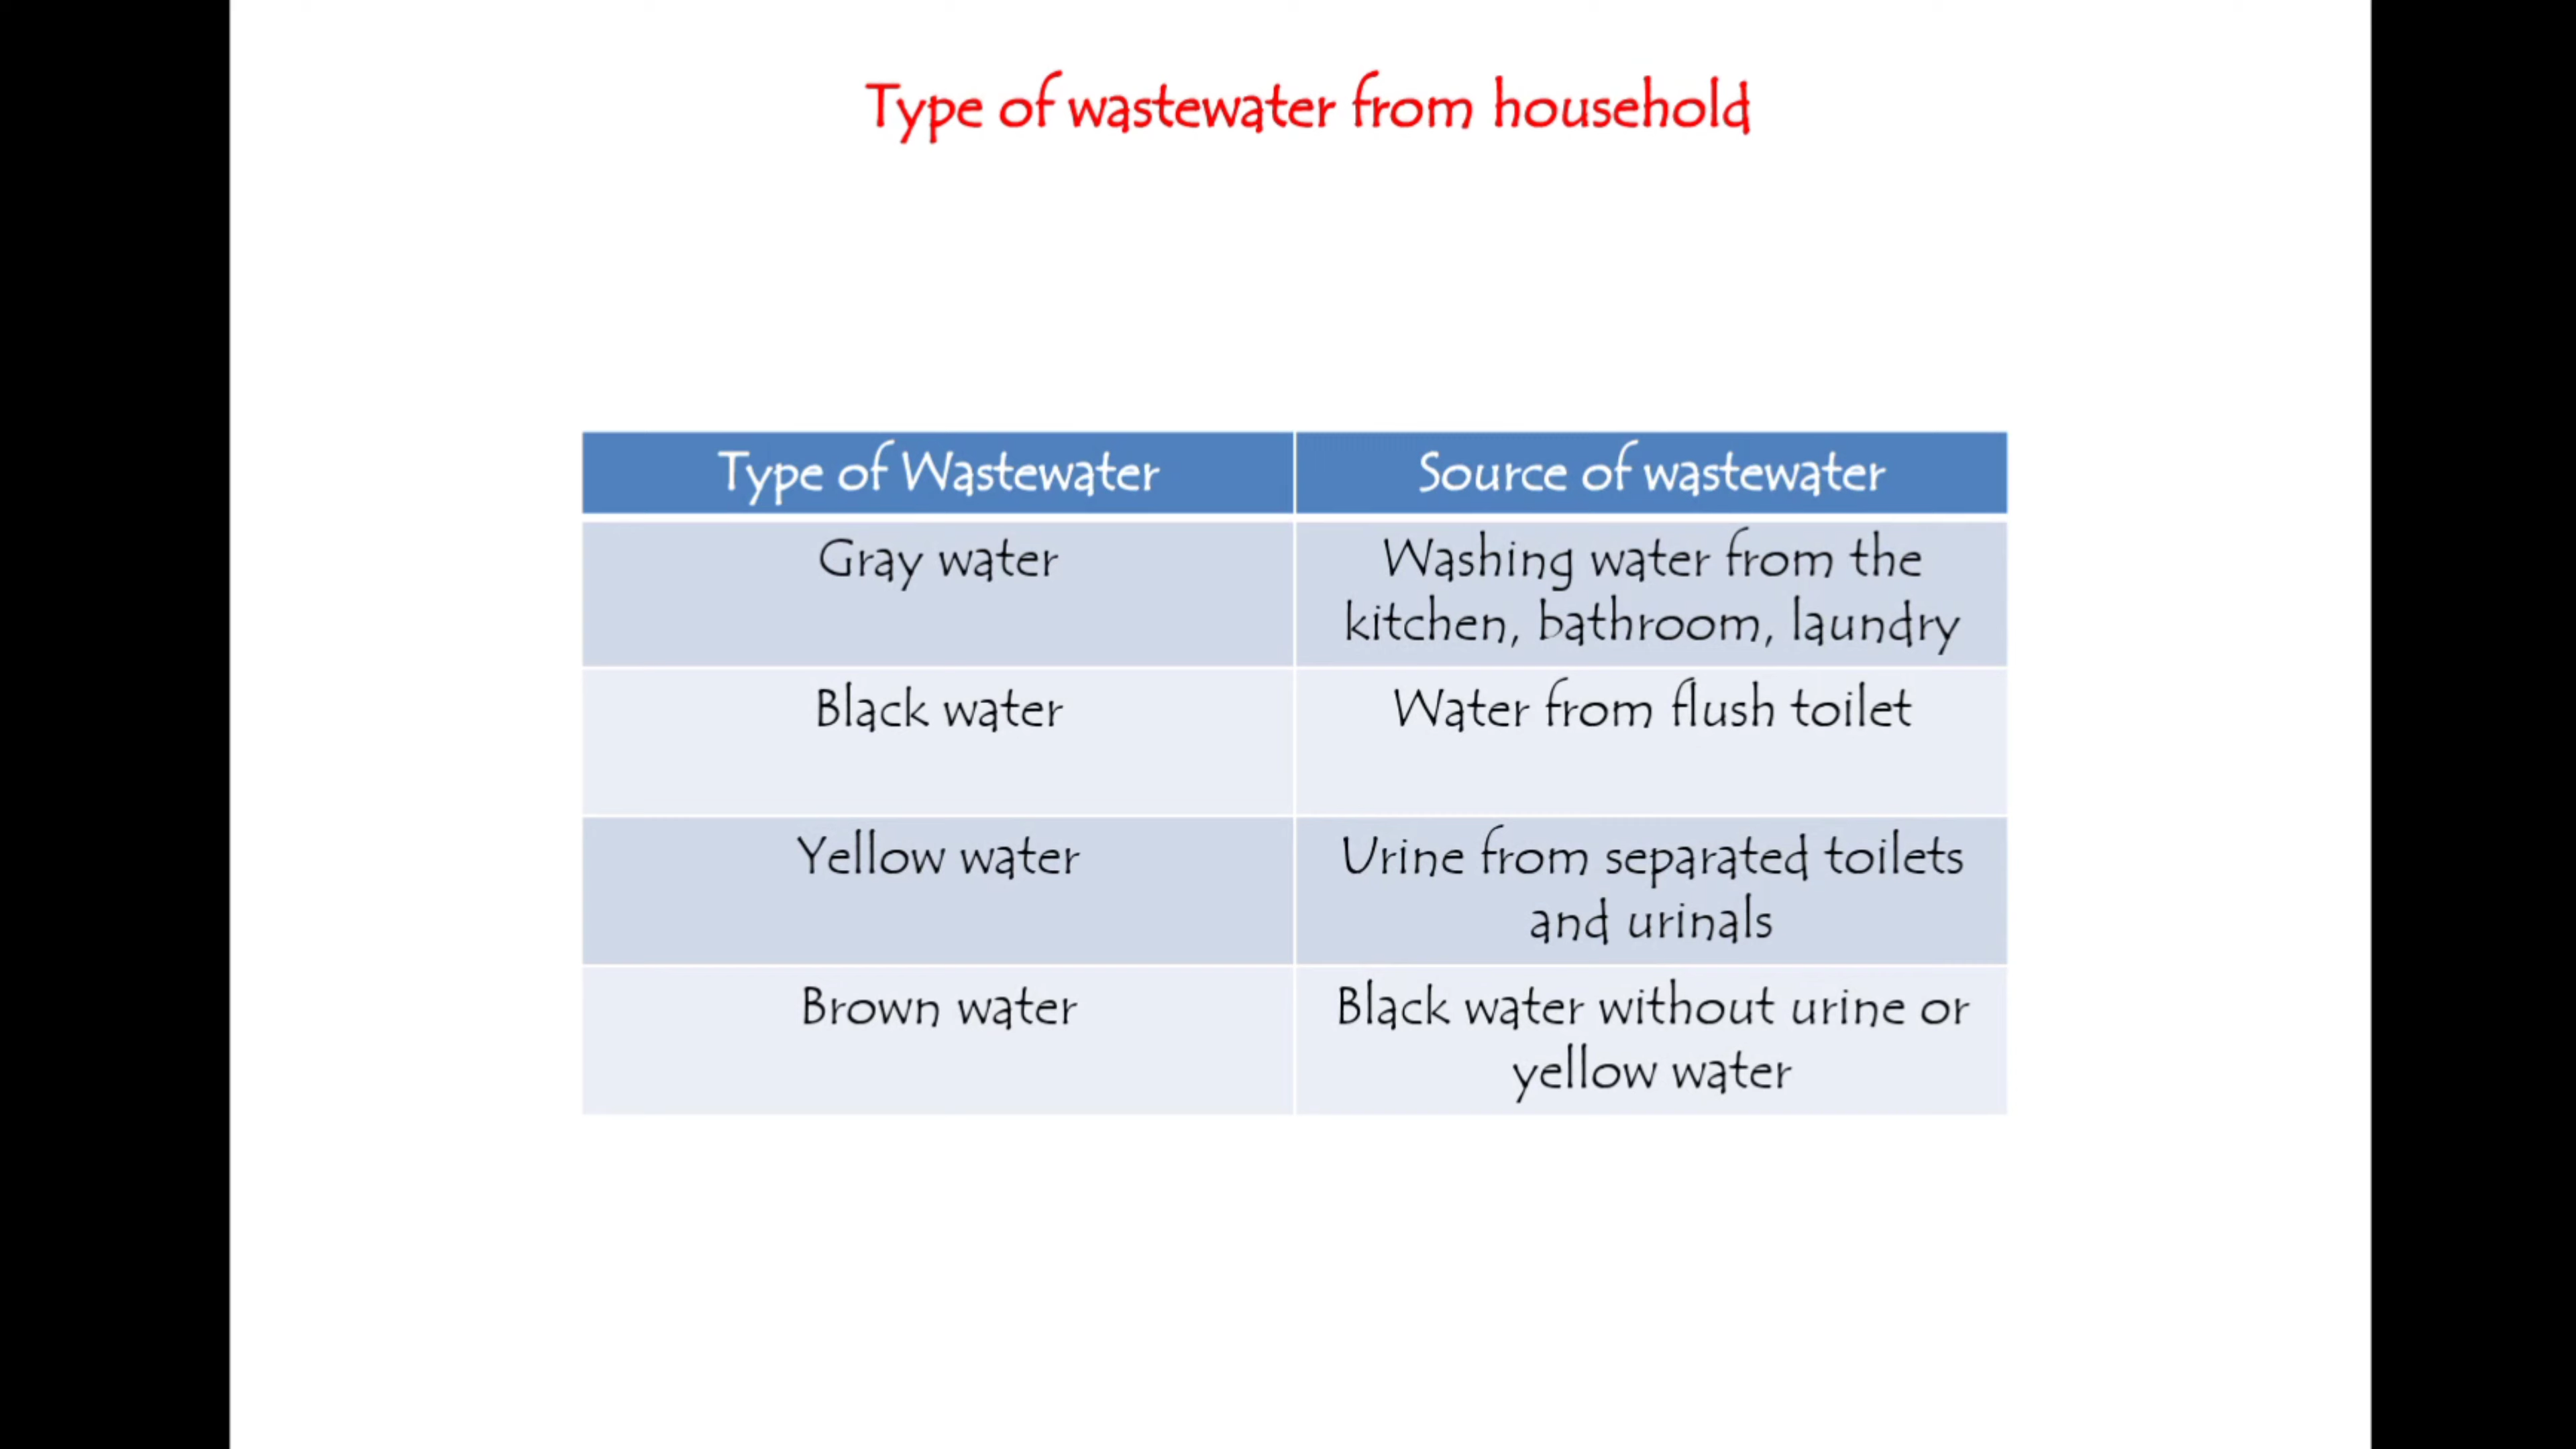 Type of wastewater from household
Type of Wastewater
Source of wastewater
Gray water
Washing water from the
kitchen, bathroom, laundry
Black water
Water from flush toilet
Yellow water
Urine from separated toilets
and urinals
Brown water
Black water without urine or
yellow water